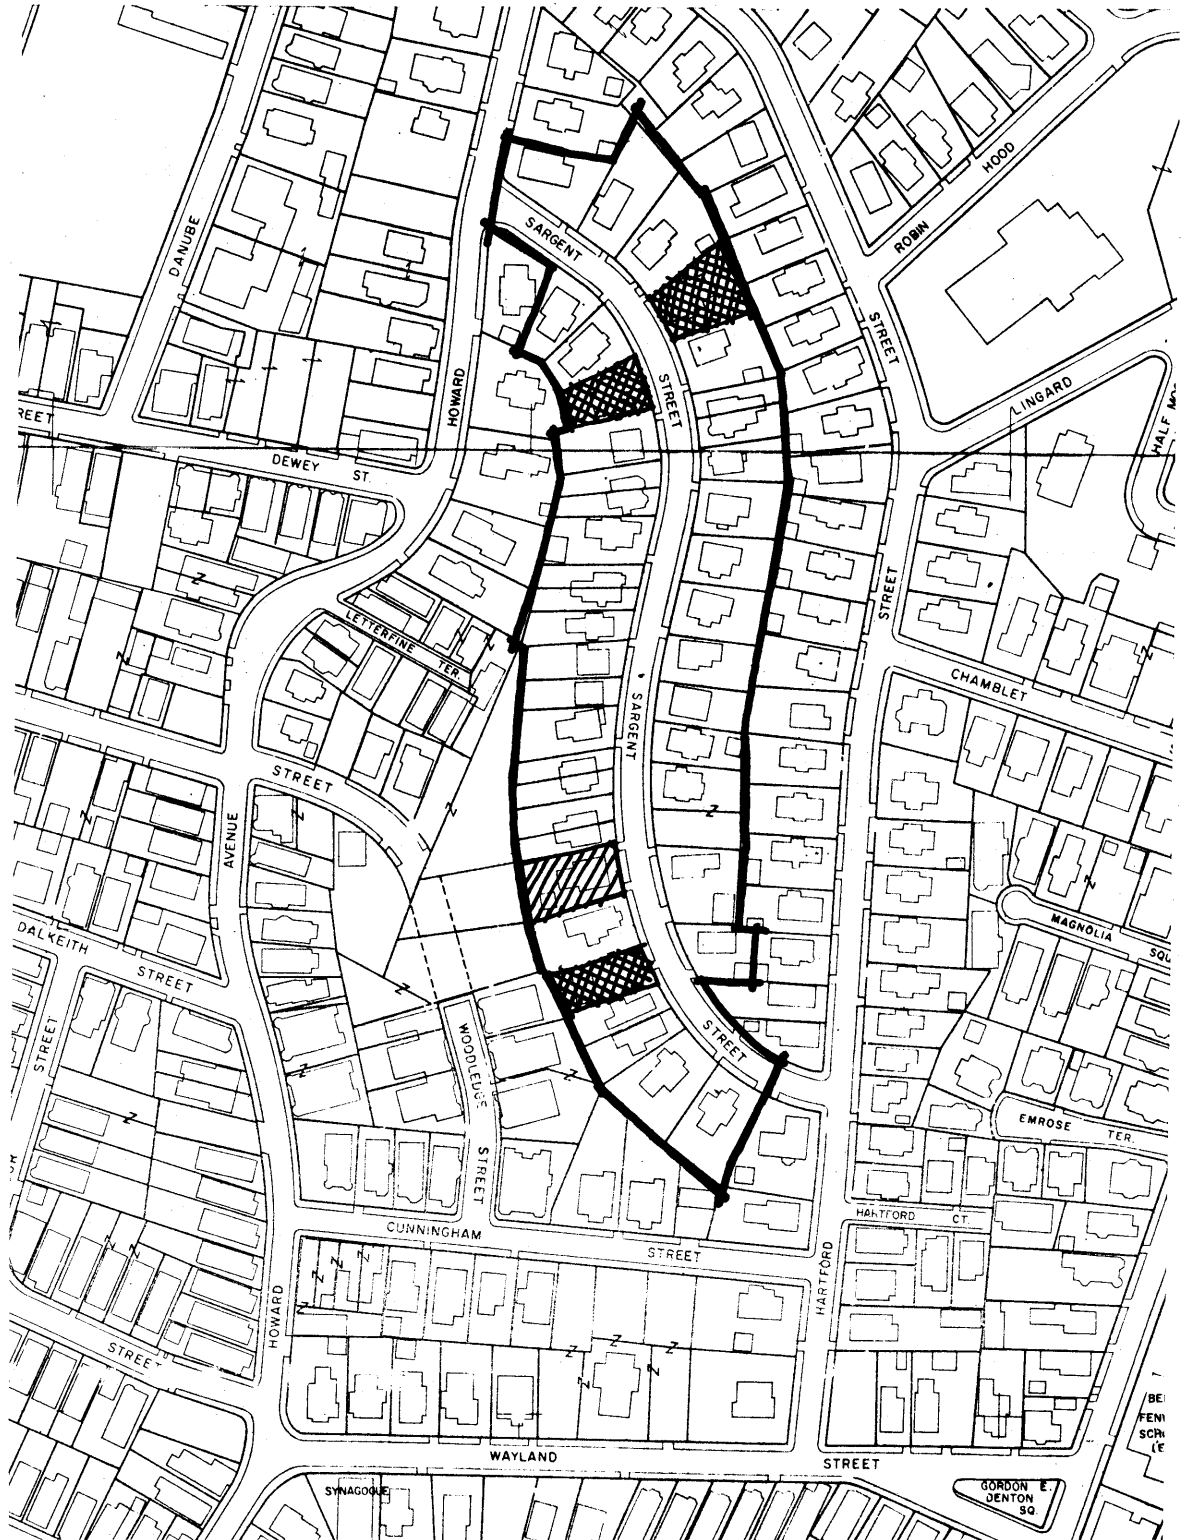 HOOD
ROBIN
SARGENT
DANUBE
STREET
LINGARD
STREET
HOWARD
REET
HALF
DEWEY ST.
STREET
LETTERFINE TER.
CHAMBLET
SARGENT
STREET
AVENUE
MAGNOLIA
DALKEITH
STREET
STREET
STREET
WOODLEDGE
STREET
EMROSE TER.
HARTFORD CT.
CUNNINGHAM
STREET
HARTFORD
HOWARD
STREET
WAYLAND
STREET
SYNAGOGUE
GORDON E.
DENTON
SQ.